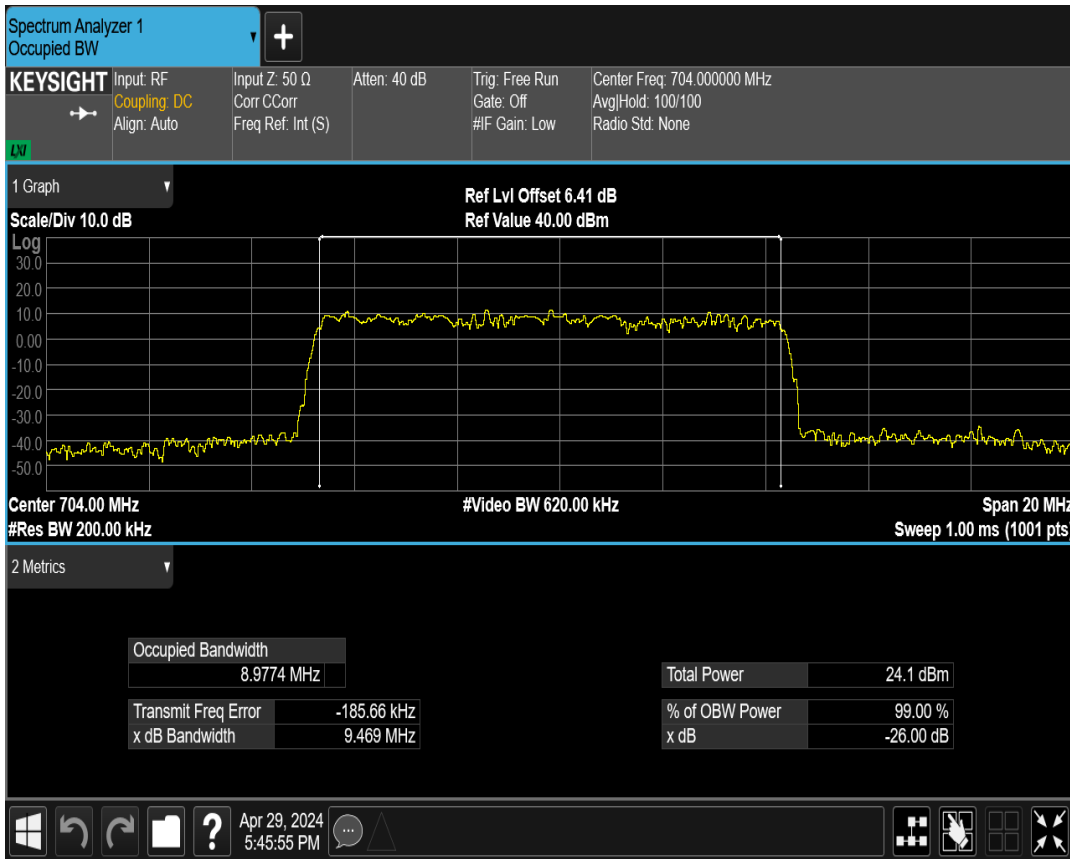 Spectrum Analyzer 1
Occupied BW
+
KEYSIGHT
LXI
Input: RF
Coupling: DC
Align: Auto
Input Z: 50 Ω
Corr CCorr
Freq Ref: Int (S)
Atten: 40 dB
Trig: Free Run
Gate: Off
#IF Gain: Low
Center Freq: 704.000000 MHz
Avg|Hold: 100/100
Radio Std: None
1 Graph
Scale/Div 10.0 dB
Ref Lvl Offset 6.41 dB
Ref Value 40.00 dBm
Log
30.0
20.0
10.0
0.00
-10.0
-20.0
-30.0
-40.0
-50.0
Center 704.00 MHz
#Res BW 200.00 kHz
#Video BW 620.00 kHz
Span 20 MHz
Sweep 1.00 ms (1001 pts)
2 Metrics
Occupied Bandwidth
8.9774 MHz
Transmit Freq Error -185.66 kHz
x dB Bandwidth 9.469 MHz
Total Power 24.1 dBm
% of OBW Power 99.00 %
x dB -26.00 dB
?
Apr 29, 2024
5:45:55 PM